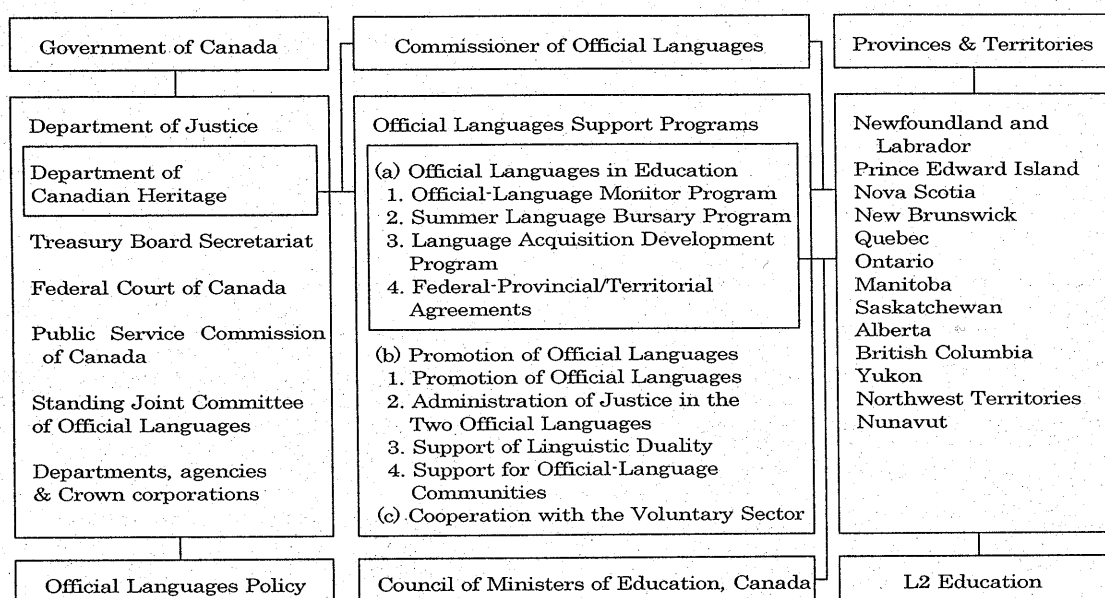 Government of Canada
Commissioner of Official Languages
Provinces & Territories
Department of Justice
Department of
Canadian Heritage
Treasury Board Secretariat
Federal Court of Canada
Public Service Commission
of Canada
Standing Joint Committee
of Official Languages
Departments, agencies
& Crown corporations
Official Languages Support Programs
(a) Official Languages in Education
1. Official-Language Monitor Program
2. Summer Language Bursary Program
3. Language Acquisition Development
Program
4. Federal-Provincial/Territorial
Agreements
(b) Promotion of Official Languages
1. Promotion of Official Languages
2. Administration of Justice in the
Two Official Languages
3. Support of Linguistic Duality
4. Support for Official-Language
Communities
(c) Cooperation with the Voluntary Sector
Newfoundland and
Labrador
Prince Edward Island
Nova Scotia
New Brunswick
Quebec
Ontario
Manitoba
Saskatchewan
Alberta
British Columbia
Yukon
Northwest Territories
Nunavut
Official Languages Policy
Council of Ministers of Education, Canada
L2 Education